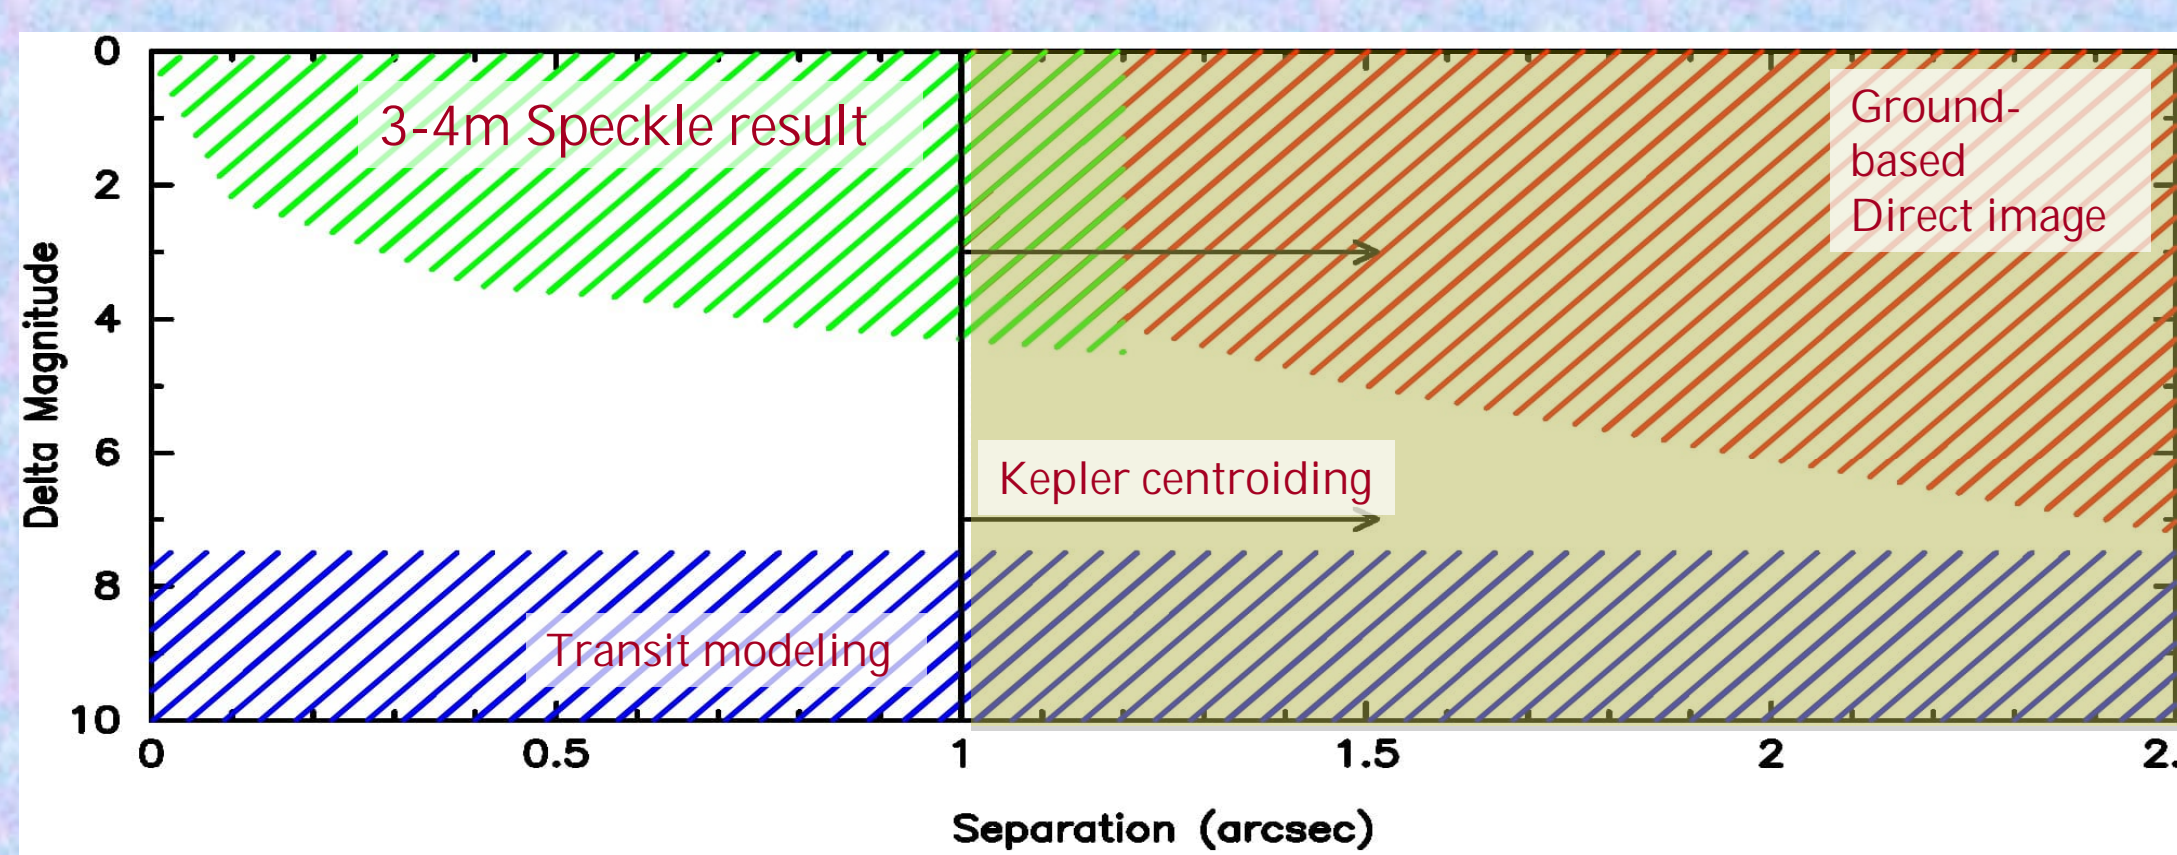 0
3-4m Speckle result
Ground-
based
Direct image
2
4
Delta Magnitude
6
Kepler centroiding
8
Transit modeling
10
0 0.5 1 1.5 2 2.
Separation (arcsec)